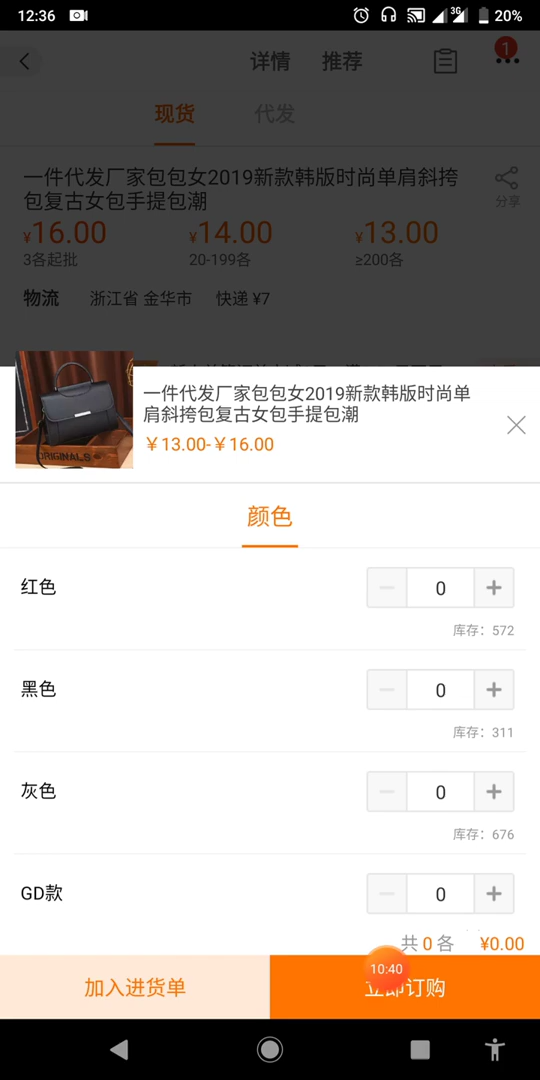 12:36
3G
20%
详情 推荐
1
现货 代发
一件代发厂家包包女2019新款韩版时尚单肩斜挎
包复古女包手提包潮
分享
¥16.00 ¥14.00 ¥13.00
3各起批 20-199各 ≥200各
物流 浙江省 金华市 快递 ¥7
ORIGINALS
一件代发厂家包包女2019新款韩版时尚单
肩斜挎包复古女包手提包潮
¥13.00-¥16.00
颜色
红色 0
库存: 572
黑色 0
库存: 311
灰色 0
库存: 676
GD款 0
共 0 各 ¥0.00
10:40
加入进货单 立即订购